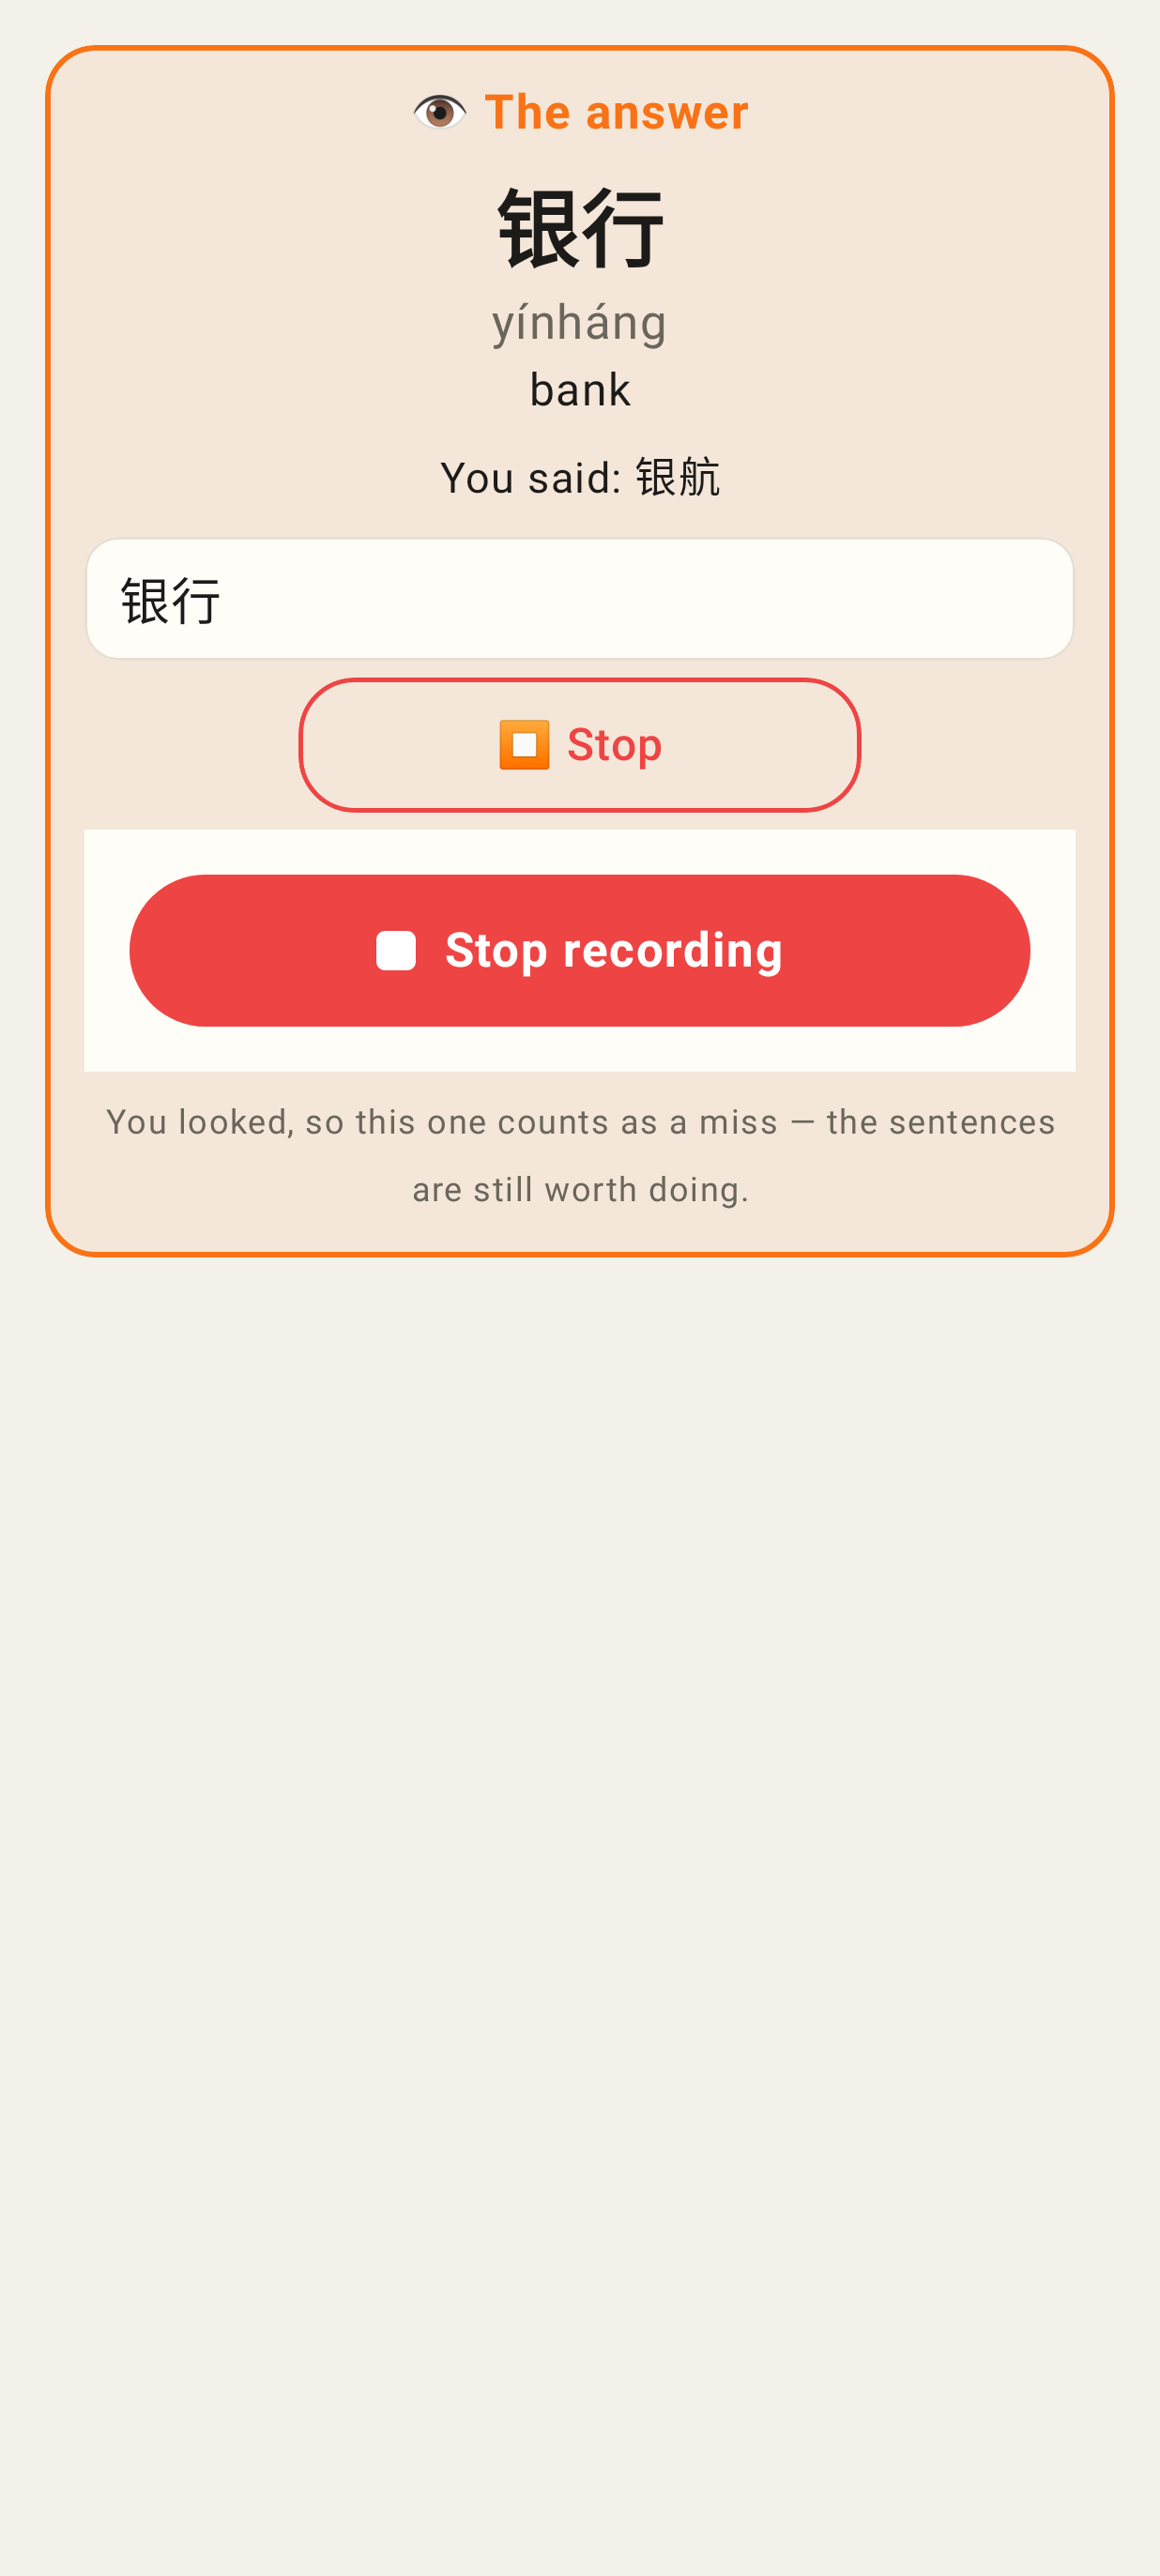 👁️ The answer
银行
yínháng
bank
You said: 银航
银行
⏹️ Stop
Stop recording
You looked, so this one counts as a miss — the sentences
are still worth doing.